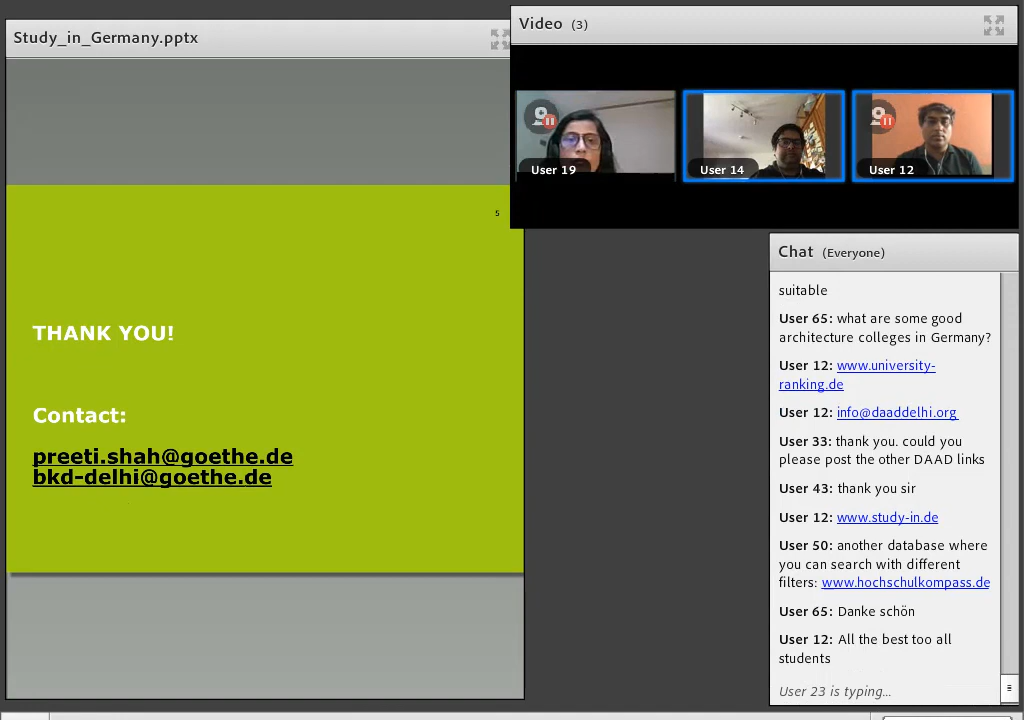 Study_in_Germany.pptx
5
THANK YOU!
Contact:
preeti.shah@goethe.de
bkd-delhi@goethe.de
Video (3)
User 19
User 14
User 12
Chat (Everyone)
suitable
User 65: what are some good
architecture colleges in Germany?
User 12: www.university-
ranking.de
User 12: info@daaddelhi.org
User 33: thank you. could you
please post the other DAAD links
User 43: thank you sir
User 12: www.study-in.de
User 50: another database where
you can search with different
filters: www.hochschulkompass.de
User 65: Danke schön
User 12: All the best too all
students
User 23 is typing...